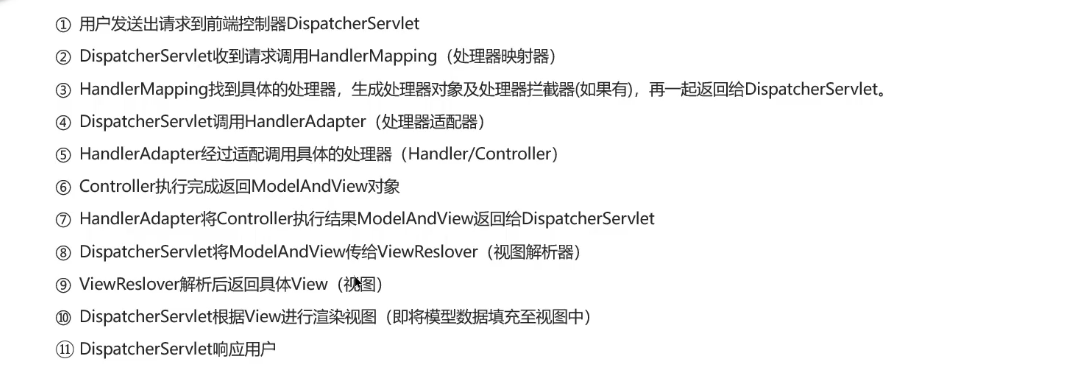 ① 用户发送出请求到前端控制器DispatcherServlet
② DispatcherServlet收到请求调用HandlerMapping（处理器映射器）
③ HandlerMapping找到具体的处理器，生成处理器对象及处理器拦截器(如果有)，再一起返回给DispatcherServlet。
④ DispatcherServlet调用HandlerAdapter（处理器适配器）
⑤ HandlerAdapter经过适配调用具体的处理器（Handler/Controller）
⑥ Controller执行完成返回ModelAndView对象
⑦ HandlerAdapter将Controller执行结果ModelAndView返回给DispatcherServlet
⑧ DispatcherServlet将ModelAndView传给ViewReslover（视图解析器）
⑨ ViewReslover解析后返回具体View（视图）
⑩ DispatcherServlet根据View进行渲染视图（即将模型数据填充至视图中）
⑪ DispatcherServlet响应用户